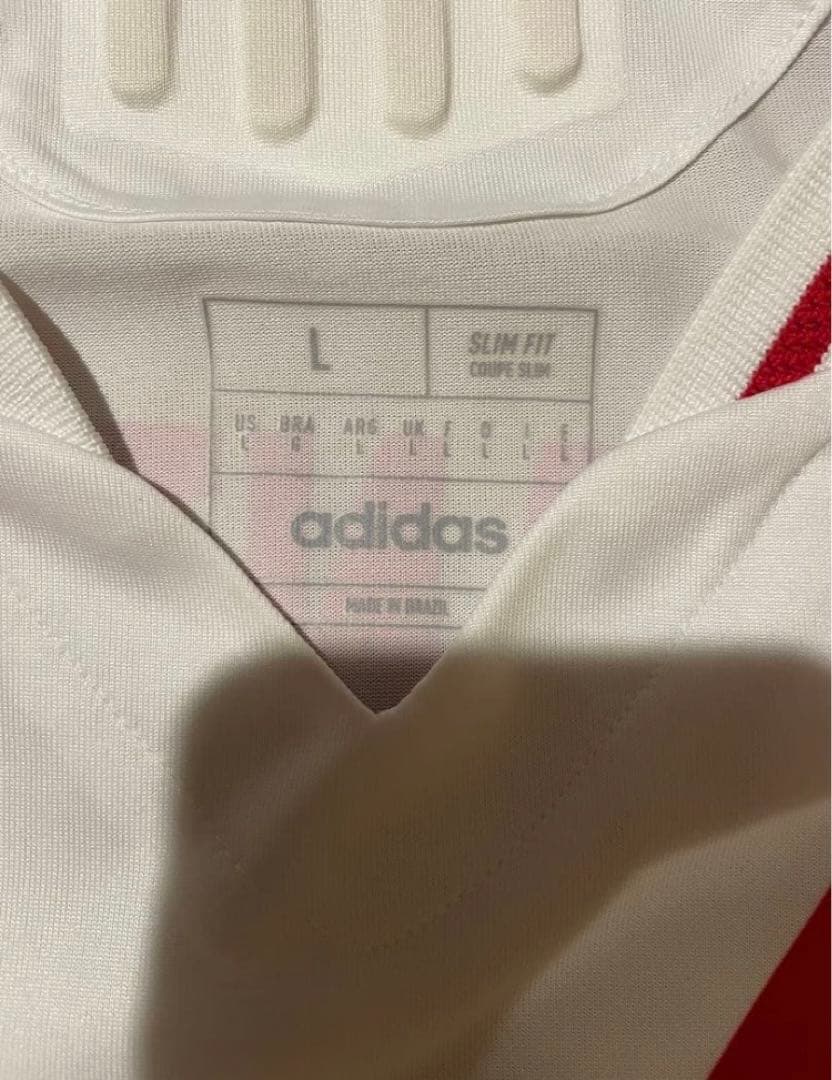 L
SLIM FIT
COUPE SLIM
US BRA ARG UK F D I E
L G L L L L L L
adidas
MADE IN BRAZIL